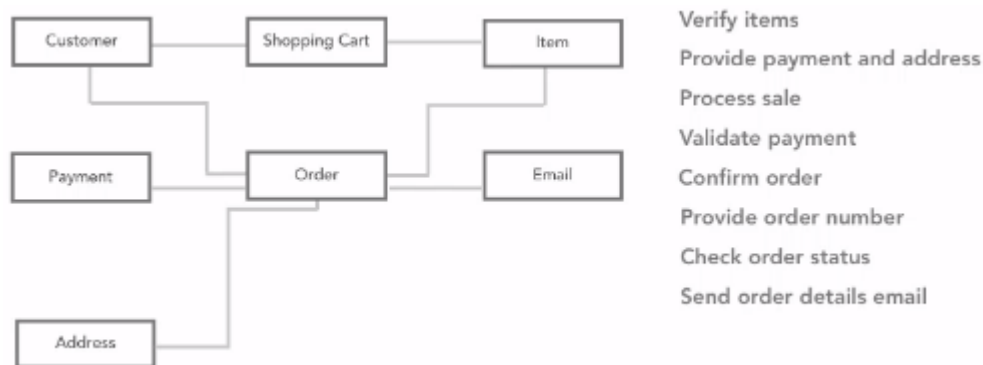 Customer
Shopping Cart
Item
Payment
Order
Email
Address
Verify items
Provide payment and address
Process sale
Validate payment
Confirm order
Provide order number
Check order status
Send order details email